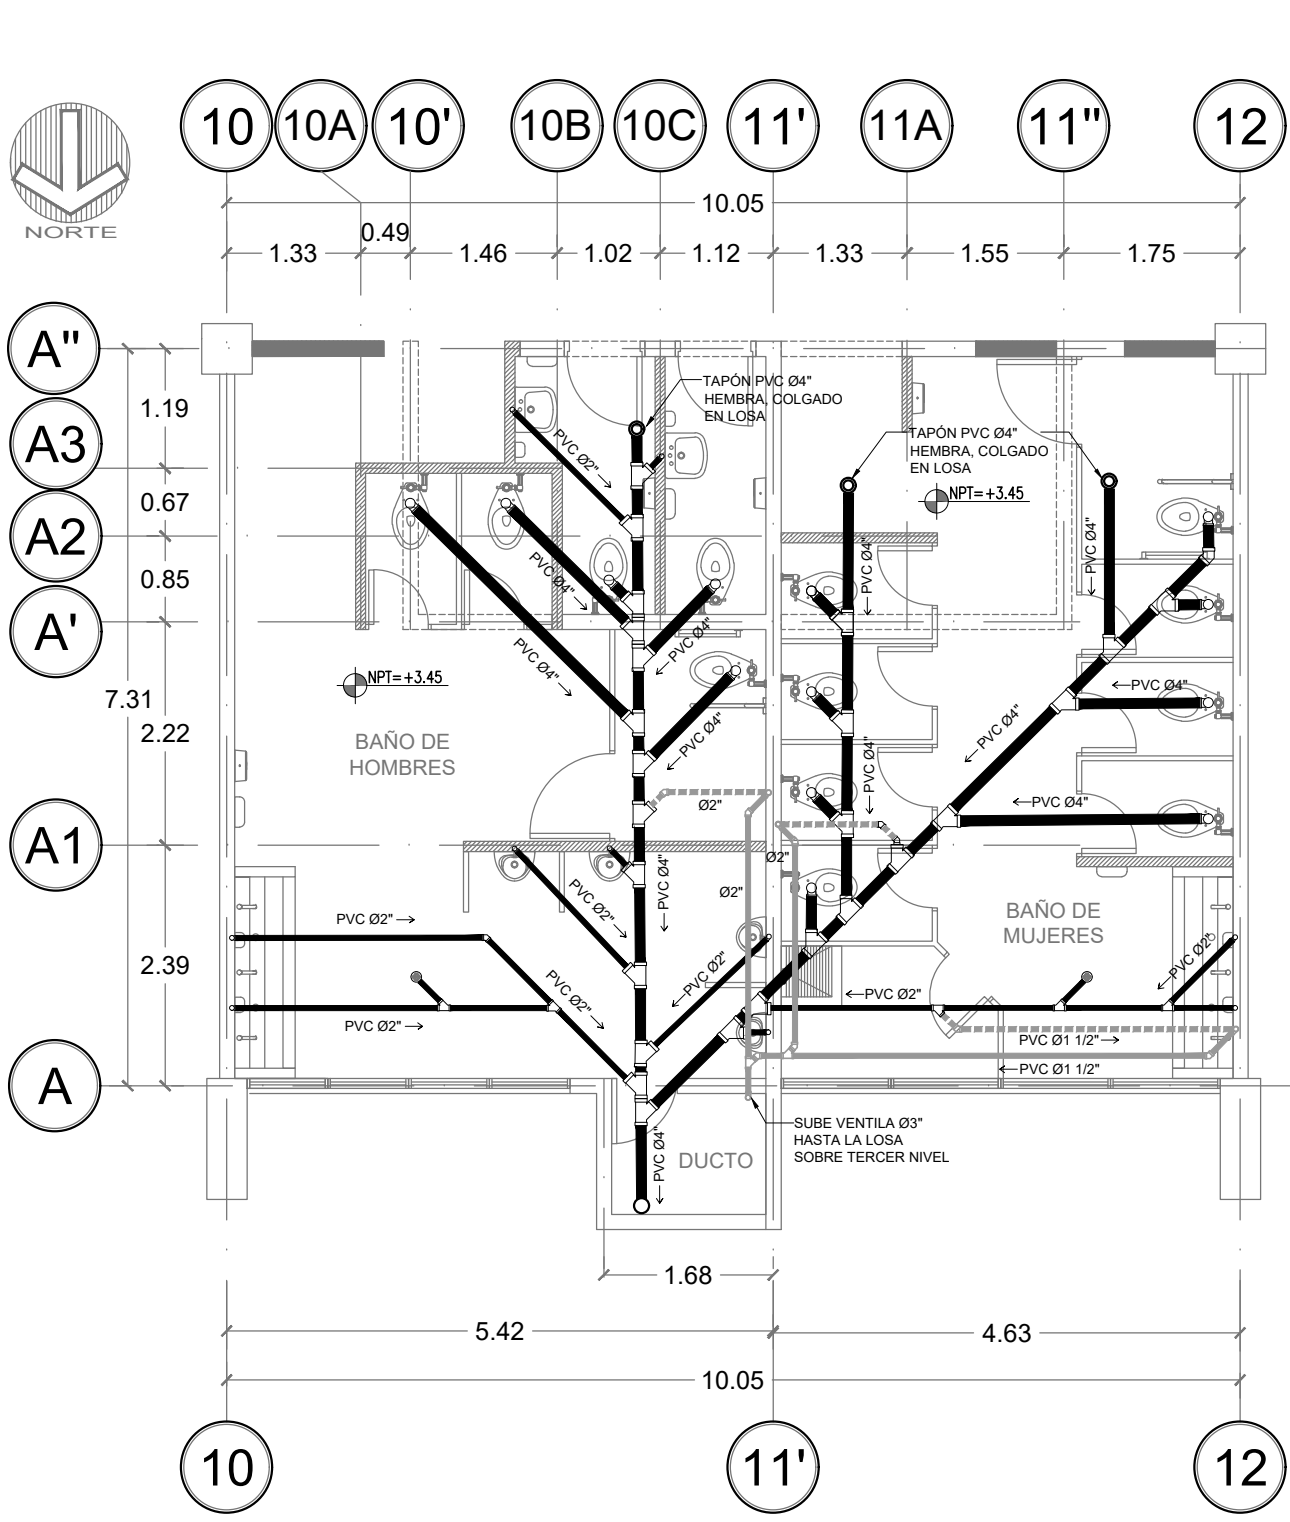 10
10A
10'
10B
10C
11'
11A
11"
12
NORTE
10.05
0.49
1.33
1.46
1.02
1.12
1.33
1.55
1.75
A"
A3
A2
A'
A1
A
1.19
0.67
0.85
7.31
2.22
2.39
TAPÓN PVC Ø4"
HEMBRA, COLGADO
EN LOSA
TAPÓN PVC Ø4"
HEMBRA, COLGADO
EN LOSA
NPT= +3.45
PVC Ø2"
PVC Ø4"
PVC Ø4"
PVC Ø4"
PVC Ø4"
PVC Ø4"
PVC Ø4"
NPT= +3.45
BAÑO DE
HOMBRES
PVC Ø4"
PVC Ø4"
PVC Ø4"
PVC Ø4"
Ø2"
Ø2"
Ø2"
PVC Ø4"
PVC Ø2"
PVC Ø2"
PVC Ø2"
PVC Ø2"
PVC Ø2"
BAÑO DE
MUJERES
PVC Ø2"
PVC Ø2"
PVC Ø1 1/2"
PVC Ø1 1/2"
SUBE VENTILA Ø3"
HASTA LA LOSA
SOBRE TERCER NIVEL
PVC Ø4"
DUCTO
1.68
5.42
4.63
10.05
10
11'
12